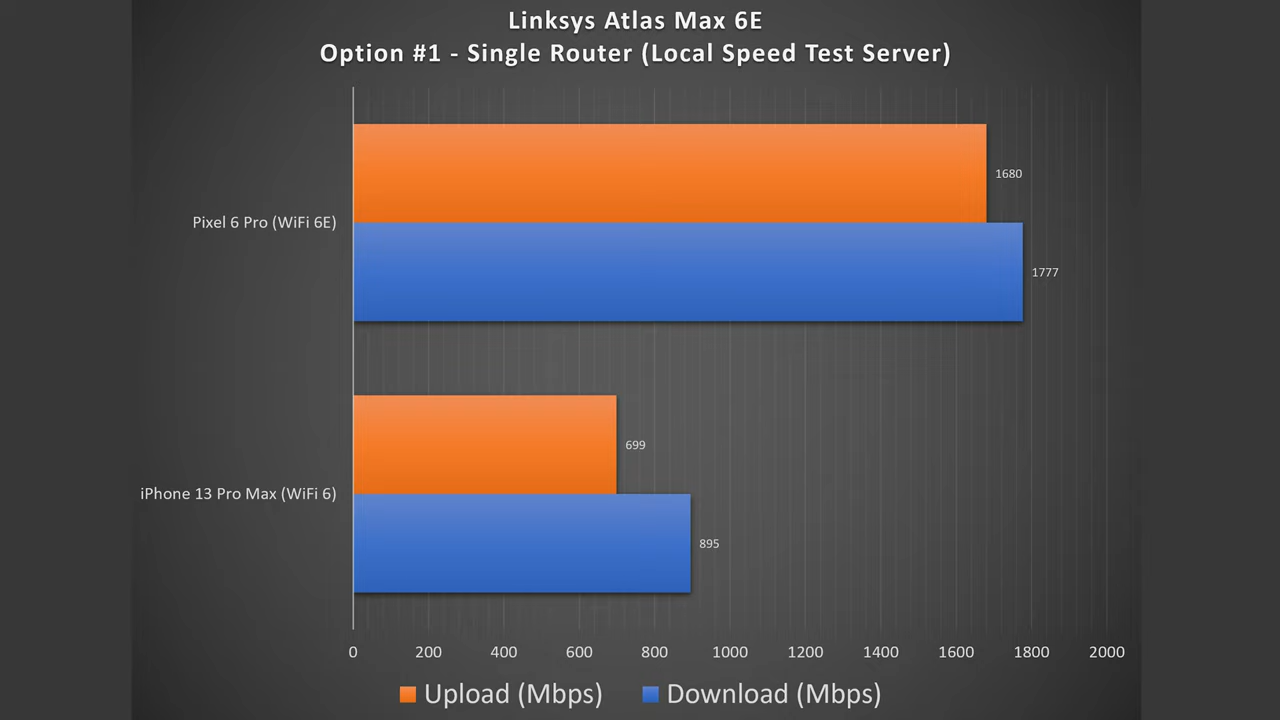 Linksys Atlas Max 6E
Option #1 - Single Router (Local Speed Test Server)
1680
Pixel 6 Pro (WiFi 6E)
1777
699
iPhone 13 Pro Max (WiFi 6)
895
0 200 400 600 800 1000 1200 1400 1600 1800 2000
Upload (Mbps) Download (Mbps)